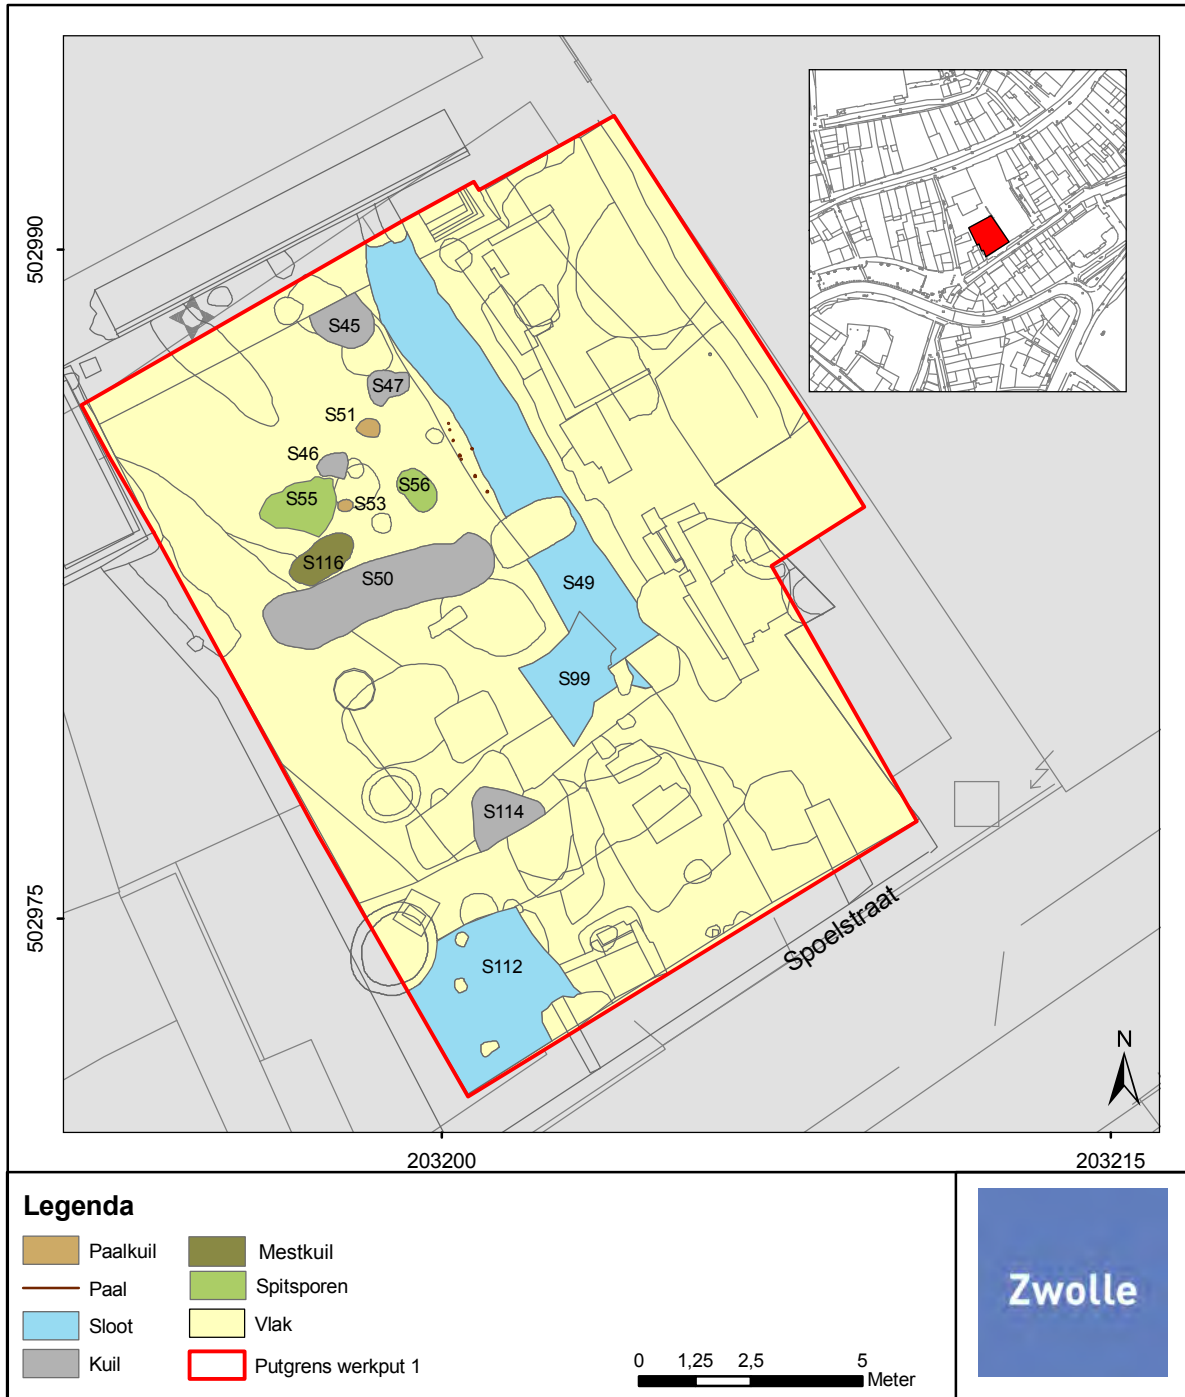 502990
S45
S47
S51
S46
S55
S53
S56
S116
S50
S49
S99
S114
502975
S112
Spoelstraat
N
203200
203215
Legenda
Paalkuil
Mestkuil
Paal
Spitsporen
Sloot
Vlak
Kuil
Putgrens werkput 1
0 1,25 2,5 5
Meter
Zwolle